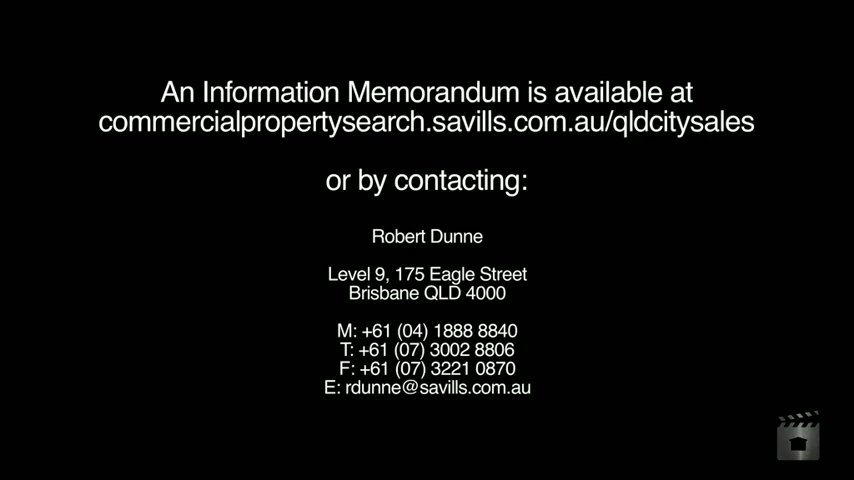 An Information Memorandum is available at
commercialpropertysearch.savills.com.au/qldcitysales
or by contacting:
Robert Dunne
Level 9, 175 Eagle Street
Brisbane QLD 4000
M: +61 (04) 1888 8840
T: +61 (07) 3002 8806
F: +61 (07) 3221 0870
E: rdunne@savills.com.au